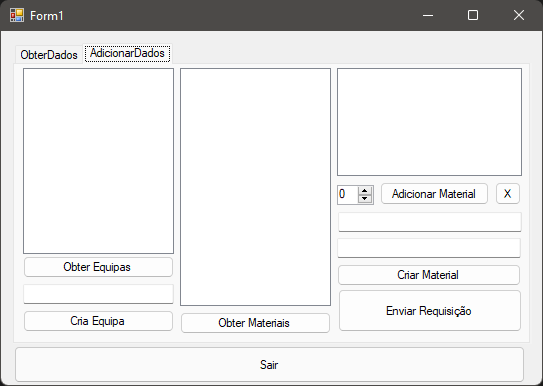 Form1
ObterDados
AdicionarDados
0
Adicionar Material
X
Obter Equipas
Criar Material
Cria Equipa
Obter Materiais
Enviar Requisição
Sair